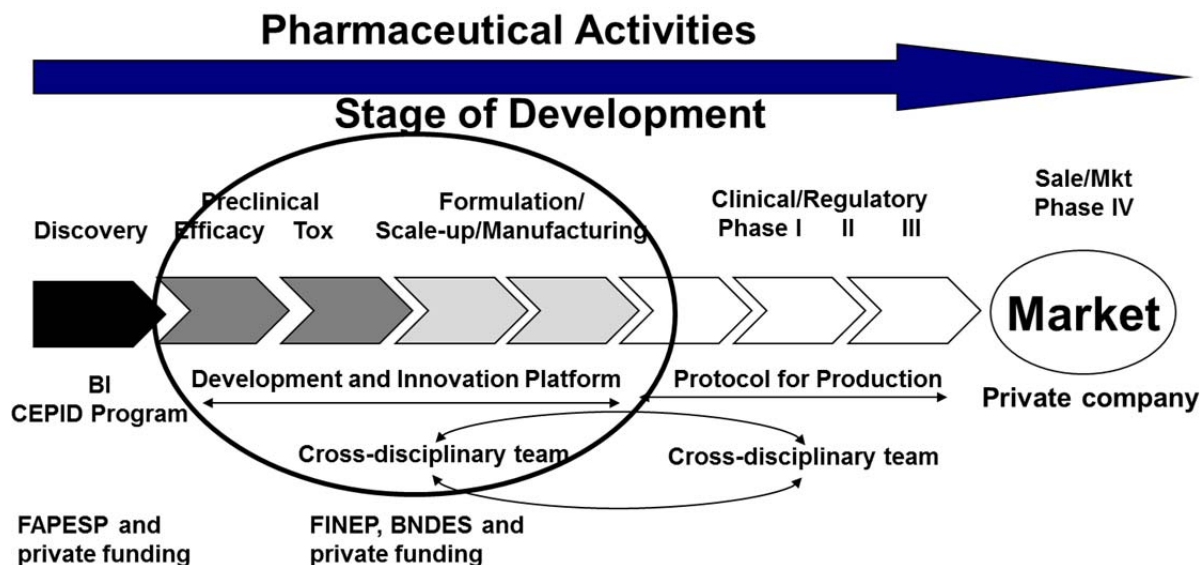 Pharmaceutical Activities
Stage of Development
Discovery
Preclinical
Efficacy Tox
Formulation/
Scale-up/Manufacturing
Clinical/Regulatory
Phase I II III
Sale/Mkt
Phase IV
Market
BI
CEPID Program
Development and Innovation Platform
Protocol for Production
Private company
Cross-disciplinary team
Cross-disciplinary team
FAPESP and
private funding
FINEP, BNDES and
private funding